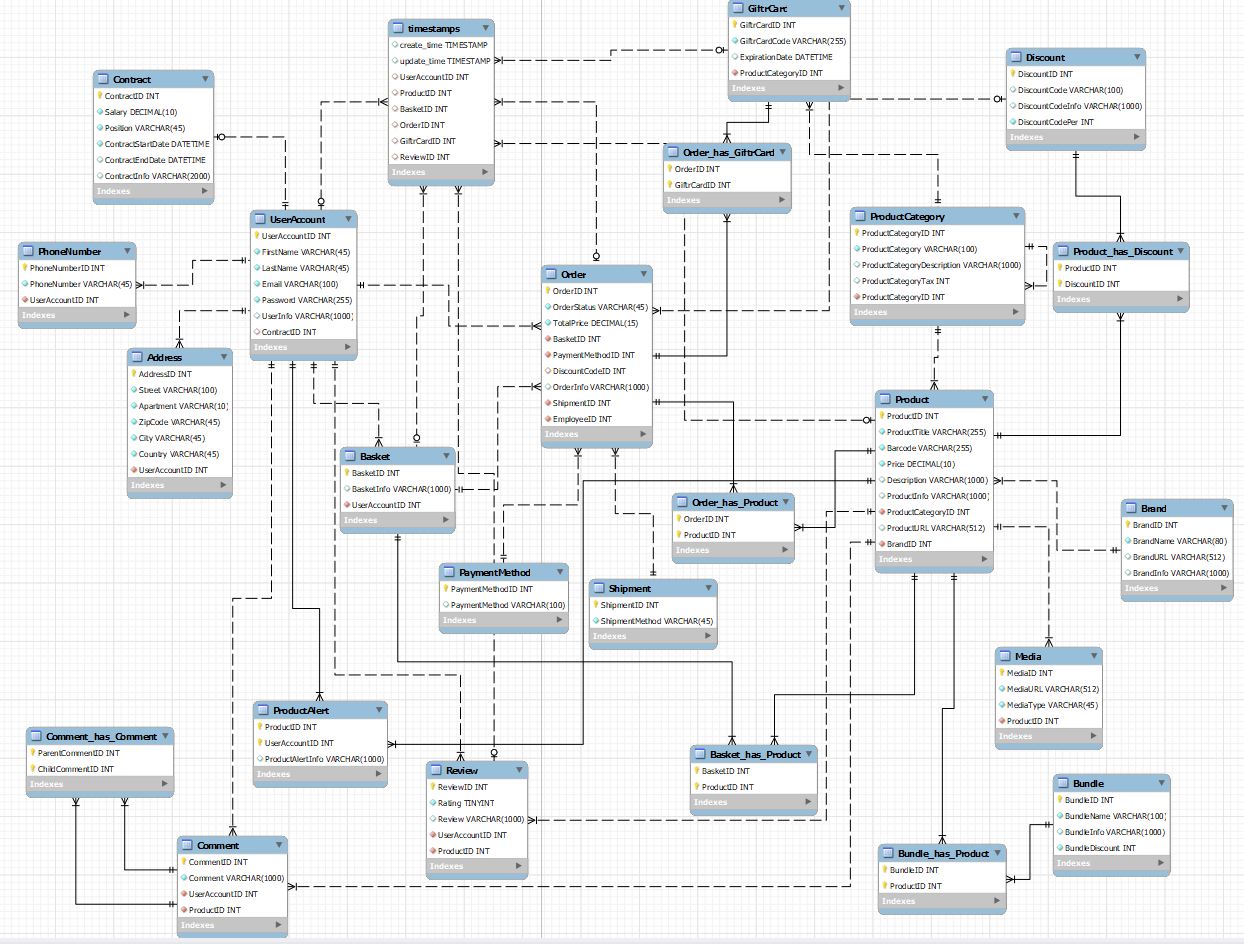 timestamps
create_time TIMESTAMP
update_time TIMESTAMP
UserAccountID INT
ProductID INT
BasketID INT
OrderID INT
GiftrCardID INT
ReviewID INT
Indexes
GiftrCard
GiftrCardID INT
GiftrCardCode VARCHAR(255)
ExpirationDate DATETIME
ProductCategoryID INT
Indexes
Discount
DiscountID INT
DiscountCode VARCHAR(100)
DiscountCodeInfo VARCHAR(1000)
DiscountCodePer INT
Indexes
Contract
ContractID INT
Salary DECIMAL(10)
Position VARCHAR(45)
ContractStartDate DATETIME
ContractEndDate DATETIME
ContractInfo VARCHAR(2000)
Indexes
Order_has_GiftrCard
OrderID INT
GiftrCardID INT
Indexes
UserAccount
UserAccountID INT
FirstName VARCHAR(45)
LastName VARCHAR(45)
Email VARCHAR(100)
Password VARCHAR(255)
UserInfo VARCHAR(1000)
ContractID INT
Indexes
ProductCategory
ProductCategoryID INT
ProductCategory VARCHAR(100)
ProductCategoryDescription VARCHAR(1000)
ProductCategoryTax INT
ProductCategoryID INT
Indexes
PhoneNumber
PhoneNumberID INT
PhoneNumber VARCHAR(45)
UserAccountID INT
Indexes
Product_has_Discount
ProductID INT
DiscountID INT
Indexes
Order
OrderID INT
OrderStatus VARCHAR(45)
TotalPrice DECIMAL(15)
BasketID INT
PaymentMethodID INT
DiscountCodeID INT
OrderInfo VARCHAR(1000)
ShipmentID INT
EmployeeID INT
Indexes
Address
AddressID INT
Street VARCHAR(100)
Apartment VARCHAR(10)
ZipCode VARCHAR(45)
City VARCHAR(45)
Country VARCHAR(45)
UserAccountID INT
Indexes
Product
ProductID INT
ProductTitle VARCHAR(255)
Barcode VARCHAR(255)
Price DECIMAL(10)
Description VARCHAR(1000)
ProductInfo VARCHAR(1000)
ProductCategoryID INT
ProductURL VARCHAR(512)
BrandID INT
Indexes
Basket
BasketID INT
BasketInfo VARCHAR(1000)
UserAccountID INT
Indexes
Order_has_Product
OrderID INT
ProductID INT
Indexes
Brand
BrandID INT
BrandName VARCHAR(80)
BrandURL VARCHAR(512)
BrandInfo VARCHAR(1000)
Indexes
PaymentMethod
PaymentMethodID INT
PaymentMethod VARCHAR(100)
Indexes
Shipment
ShipmentID INT
ShipmentMethod VARCHAR(45)
Indexes
Media
MediaID INT
MediaURL VARCHAR(512)
MediaType VARCHAR(45)
ProductID INT
Indexes
ProductAlert
ProductID INT
UserAccountID INT
ProductAlertInfo VARCHAR(1000)
Indexes
Comment_has_Comment
ParentCommentID INT
ChildCommentID INT
Indexes
Basket_has_Product
BasketID INT
ProductID INT
Indexes
Review
ReviewID INT
Rating TINYINT
Review VARCHAR(1000)
UserAccountID INT
ProductID INT
Indexes
Bundle
BundleID INT
BundleName VARCHAR(100)
BundleInfo VARCHAR(1000)
BundleDiscount INT
Indexes
Comment
CommentID INT
Comment VARCHAR(1000)
UserAccountID INT
ProductID INT
Indexes
Bundle_has_Product
BundleID INT
ProductID INT
Indexes